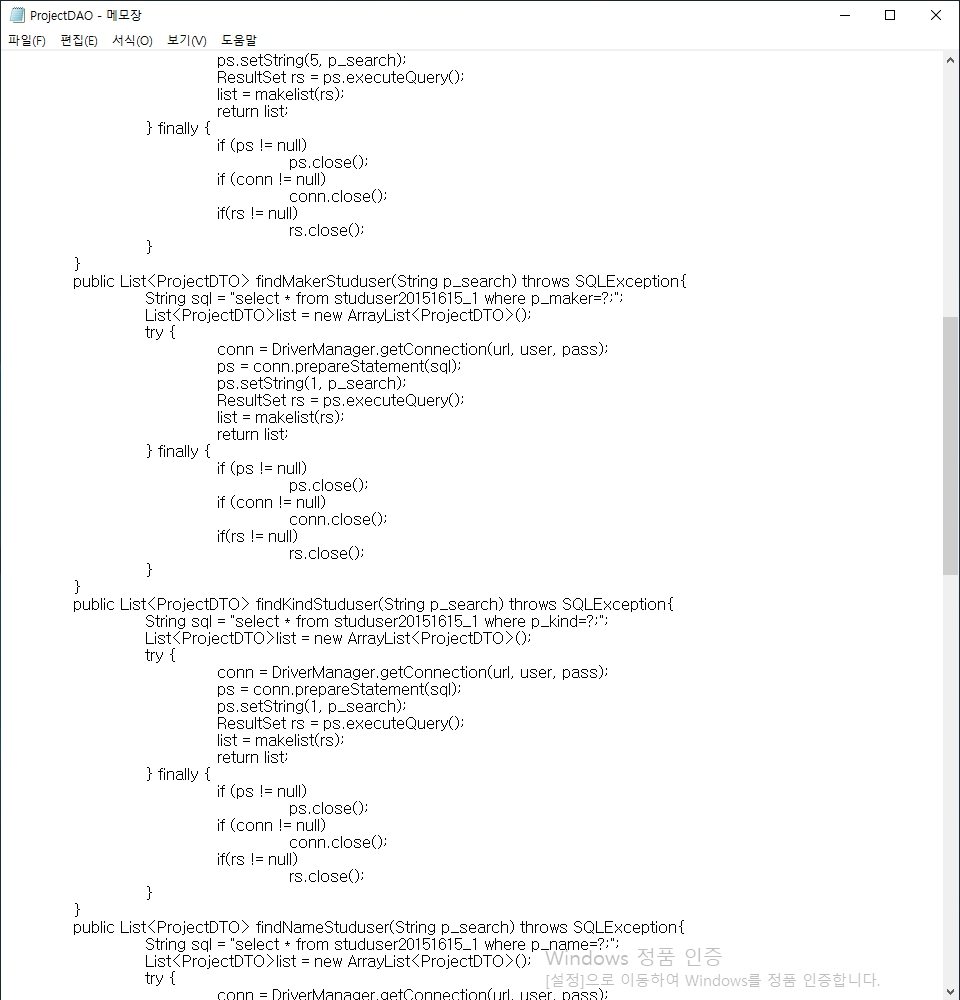 ProjectDAO - 메모장
파일(F) 편집(E) 서식(O) 보기(V) 도움말
ps.setString(5, p_search);
ResultSet rs = ps.executeQuery();
list = makelist(rs);
return list;
} finally {
if (ps != null)
ps.close();
if (conn != null)
conn.close();
if(rs != null)
rs.close();
}
}
public List<ProjectDTO> findMakerStuduser(String p_search) throws SQLException{
String sql = "select * from studuser20151615_1 where p_maker=?;";
List<ProjectDTO>list = new ArrayList<ProjectDTO>();
try {
conn = DriverManager.getConnection(url, user, pass);
ps = conn.prepareStatement(sql);
ps.setString(1, p_search);
ResultSet rs = ps.executeQuery();
list = makelist(rs);
return list;
} finally {
if (ps != null)
ps.close();
if (conn != null)
conn.close();
if(rs != null)
rs.close();
}
}
public List<ProjectDTO> findKindStuduser(String p_search) throws SQLException{
String sql = "select * from studuser20151615_1 where p_kind=?;";
List<ProjectDTO>list = new ArrayList<ProjectDTO>();
try {
conn = DriverManager.getConnection(url, user, pass);
ps = conn.prepareStatement(sql);
ps.setString(1, p_search);
ResultSet rs = ps.executeQuery();
list = makelist(rs);
return list;
} finally {
if (ps != null)
ps.close();
if (conn != null)
conn.close();
if(rs != null)
rs.close();
}
}
public List<ProjectDTO> findNameStuduser(String p_search) throws SQLException{
String sql = "select * from studuser20151615_1 where p_name=?;";
List<ProjectDTO>list = new ArrayList<ProjectDTO>();
try {
conn = DriverManager.getConnection(url, user, pass);
Windows 정품 인증
[설정]으로 이동하여 Windows를 정품 인증합니다.